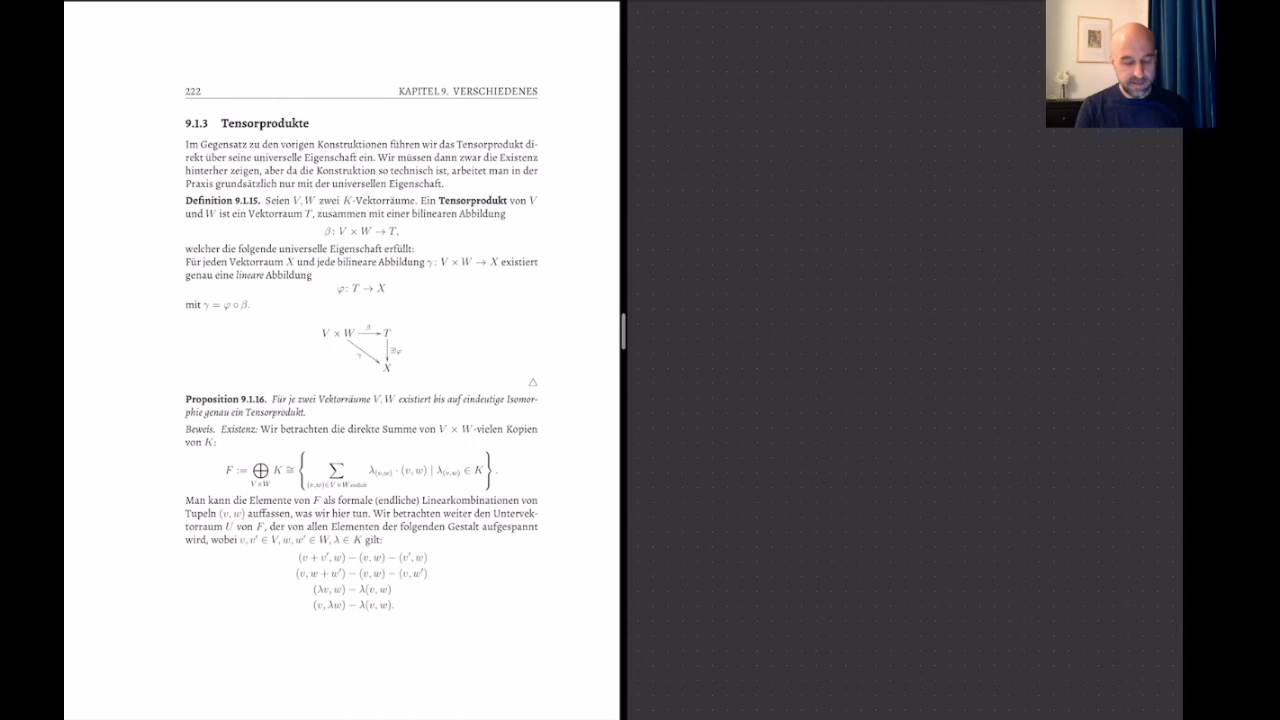 222 KAPITEL 9. VERSCHIEDENES
9.1.3 Tensorprodukte
Im Gegensatz zu den vorigen Konstruktionen führen wir das Tensorprodukt di-
rekt über seine universelle Eigenschaft ein. Wir müssen dann zwar die Existenz
hinterher zeigen, aber da die Konstruktion so technisch ist, arbeitet man in der
Praxis grundsätzlich nur mit der universellen Eigenschaft.
Definition 9.1.15. Seien V, W zwei K-Vektorräume. Ein Tensorprodukt von V
und W ist ein Vektorraum T, zusammen mit einer bilinearen Abbildung
β: V × W → T,
welcher die folgende universelle Eigenschaft erfüllt:
Für jeden Vektorraum X und jede bilineare Abbildung γ: V × W → X existiert
genau eine lineare Abbildung
φ: T → X
mit γ = φ ∘ β.
V × W β T
γ ∃!φ
X
△
Proposition 9.1.16. Für je zwei Vektorräume V, W existiert bis auf eindeutige Isomor-
phie genau ein Tensorprodukt.
Beweis. Existenz: Wir betrachten die direkte Summe von V × W-vielen Kopien
von K:
F := ⨁_{V×W} K ≅ { ∑_{(v,w)∈V×W endlich} λ_{(v,w)} · (v, w) | λ_{(v,w)} ∈ K } .
Man kann die Elemente von F als formale (endliche) Linearkombinationen von
Tupeln (v, w) auffassen, was wir hier tun. Wir betrachten weiter den Untervek-
torraum U von F, der von allen Elementen der folgenden Gestalt aufgespannt
wird, wobei v, v′ ∈ V, w, w′ ∈ W, λ ∈ K gilt:
(v + v′, w) − (v, w) − (v′, w)
(v, w + w′) − (v, w) − (v, w′)
(λv, w) − λ(v, w)
(v, λw) − λ(v, w).